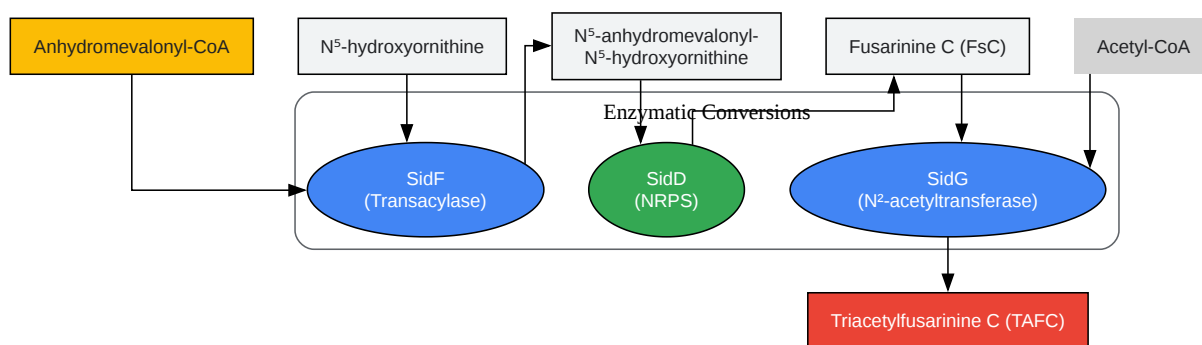 Anhydromevalonyl-CoA
N⁵-hydroxyornithine
N⁵-anhydromevalonyl-
N⁵-hydroxyornithine
Fusarinine C (FsC)
Acetyl-CoA
Enzymatic Conversions
SidF
(Transacylase)
SidD
(NRPS)
SidG
(N²-acetyltransferase)
Triacetylfusarinine C (TAFC)